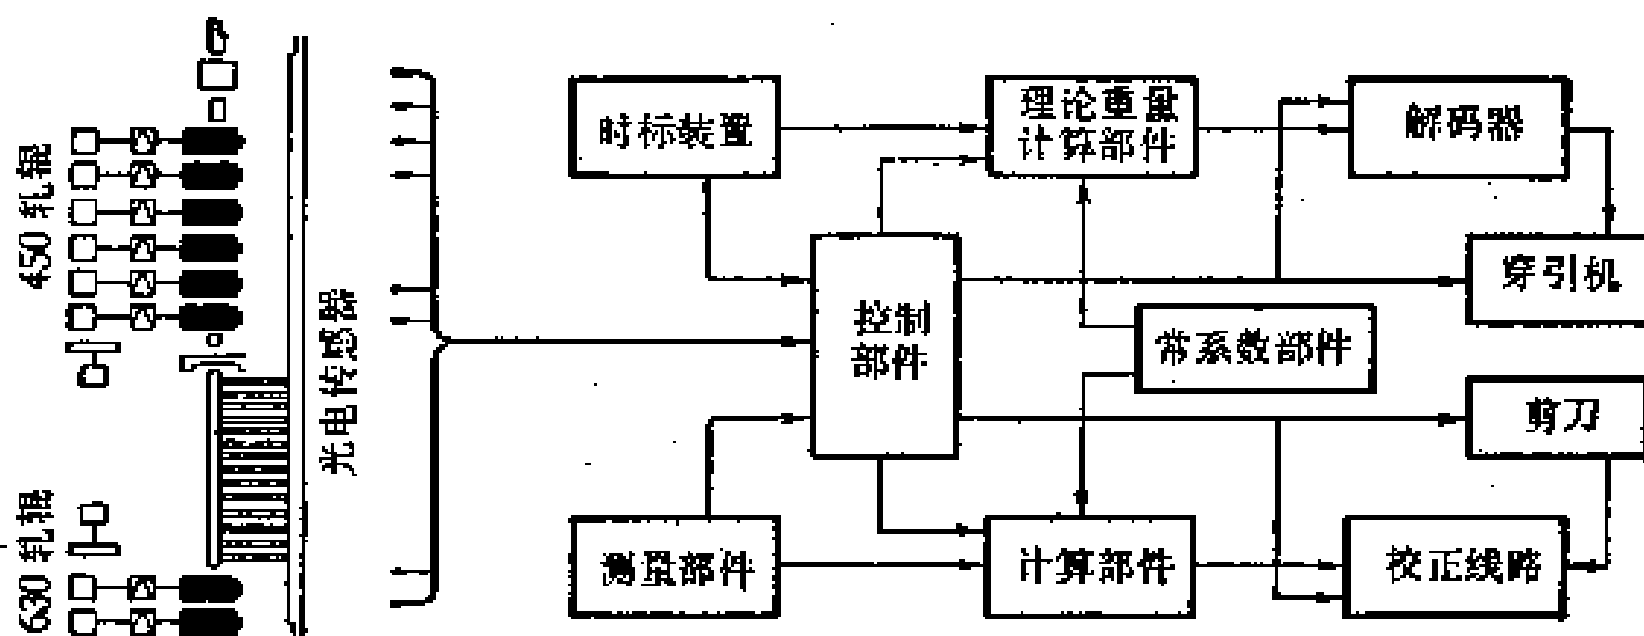 450 轧辊
630 轧辊
光电传感器
时标装置
理论重量
计算部件
解码器
控制
部件
穿引机
常系数部件
剪刀
测量部件
计算部件
校正线路